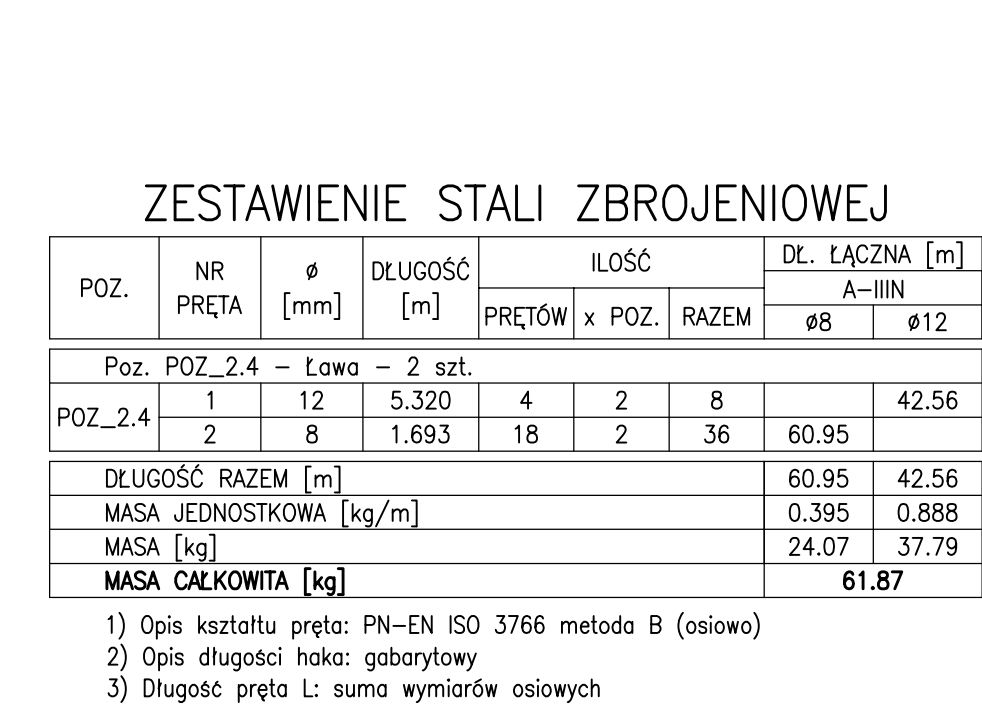 ZESTAWIENIE STALI ZBROJENIOWEJ
POZ. NR PRĘTA ø [mm] DŁUGOŚĆ [m] ILOŚĆ DŁ. ŁĄCZNA [m]
A-IIIN
PRĘTÓW x POZ. RAZEM ø8 ø12
Poz. POZ_2.4 - Ława - 2 szt.
POZ_2.4 1 12 5.320 4 2 8 42.56
2 8 1.693 18 2 36 60.95
DŁUGOŚĆ RAZEM [m] 60.95 42.56
MASA JEDNOSTKOWA [kg/m] 0.395 0.888
MASA [kg] 24.07 37.79
MASA CAŁKOWITA [kg] 61.87
1) Opis kształtu pręta: PN-EN ISO 3766 metoda B (osiowo)
2) Opis długości haka: gabarytowy
3) Długość pręta L: suma wymiarów osiowych